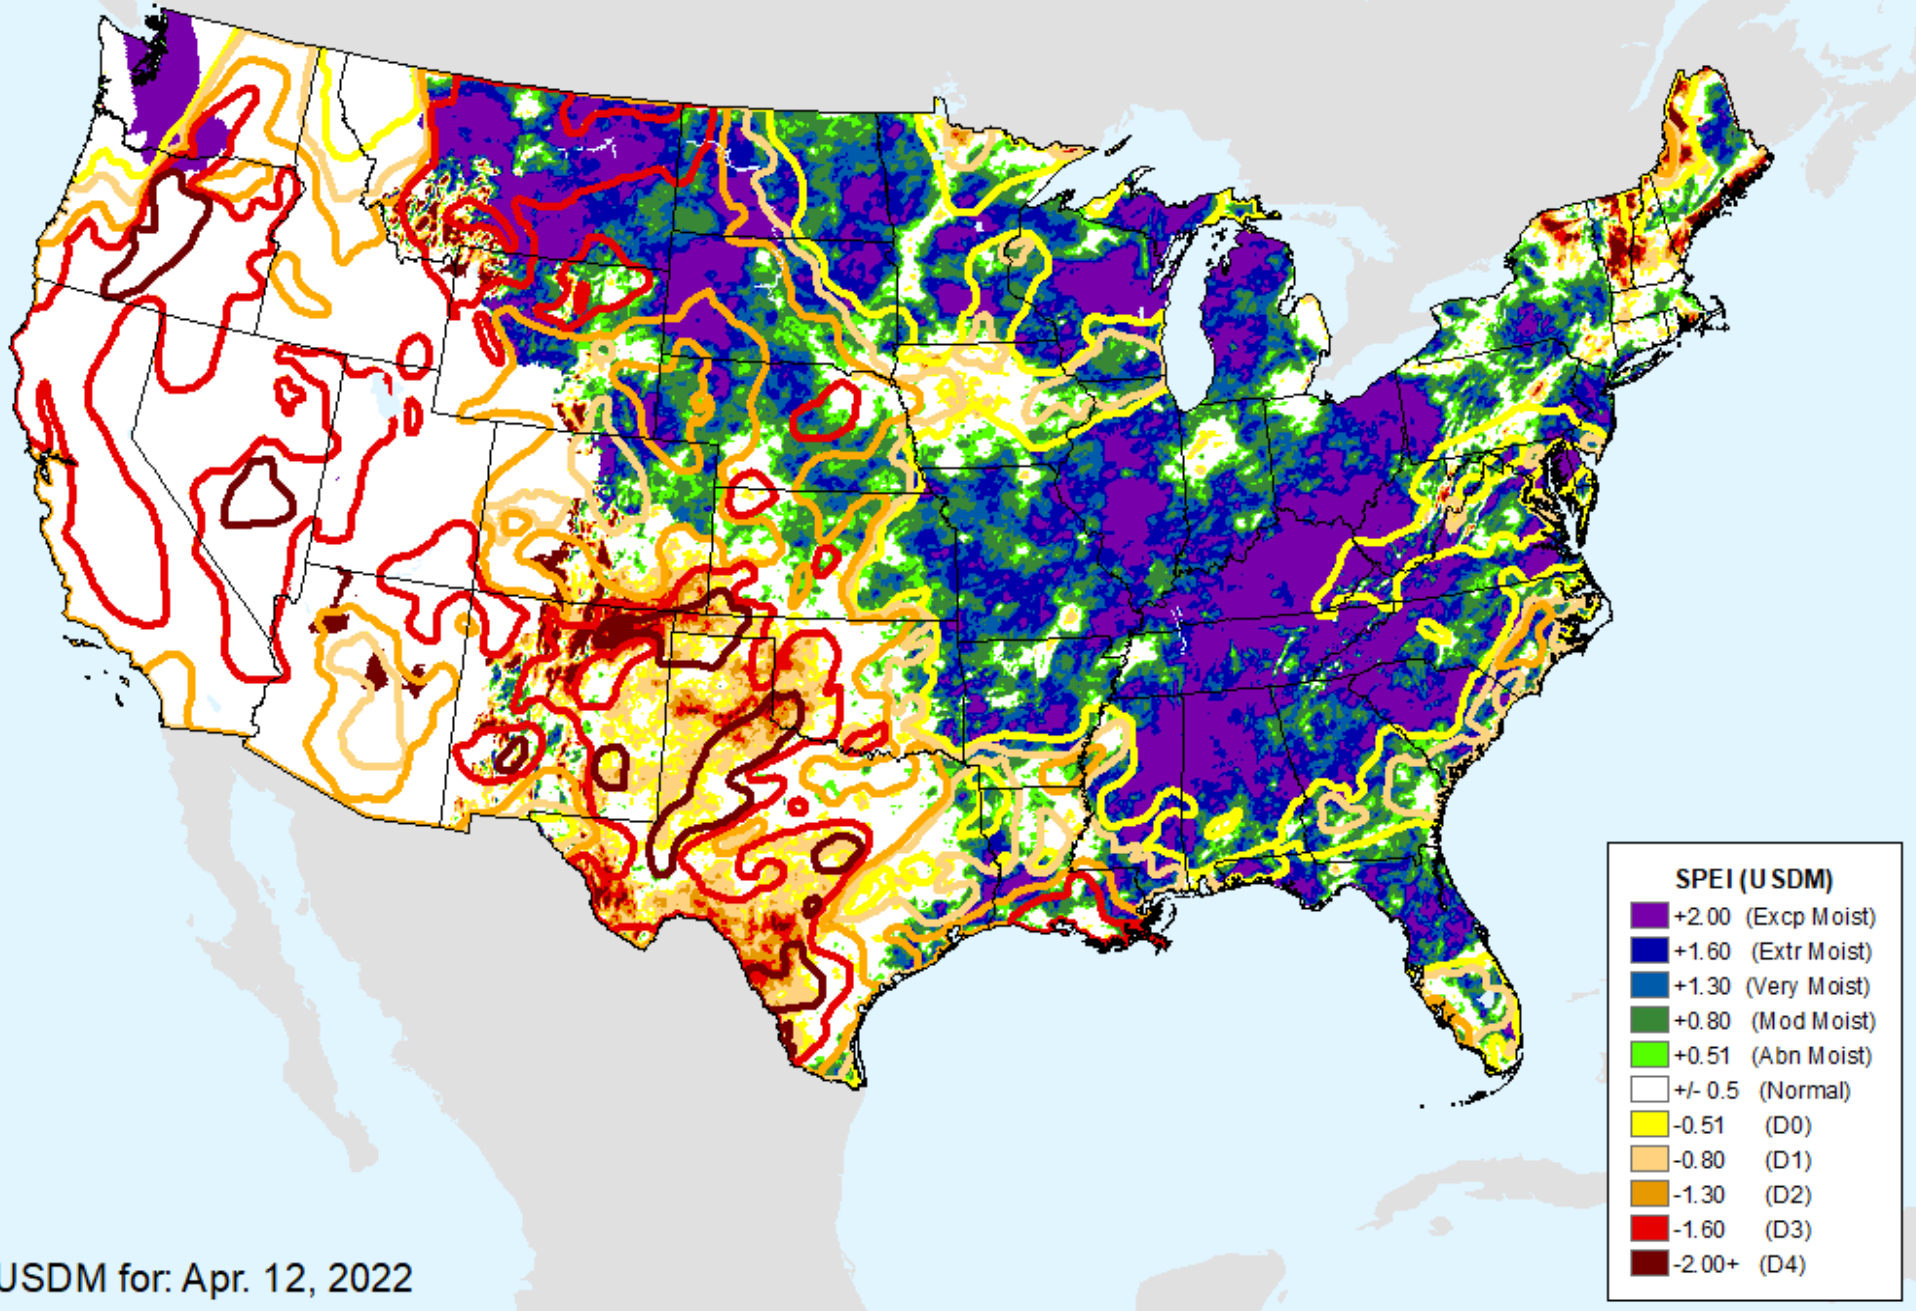 SPEI (USDM)
+2.00 (Excp Moist)
+1.60 (Extr Moist)
+1.30 (Very Moist)
+0.80 (Mod Moist)
+0.51 (Abn Moist)
+/- 0.5 (Normal)
-0.51 (D0)
-0.80 (D1)
-1.30 (D2)
-1.60 (D3)
-2.00+ (D4)
USDM for: Apr. 12, 2022